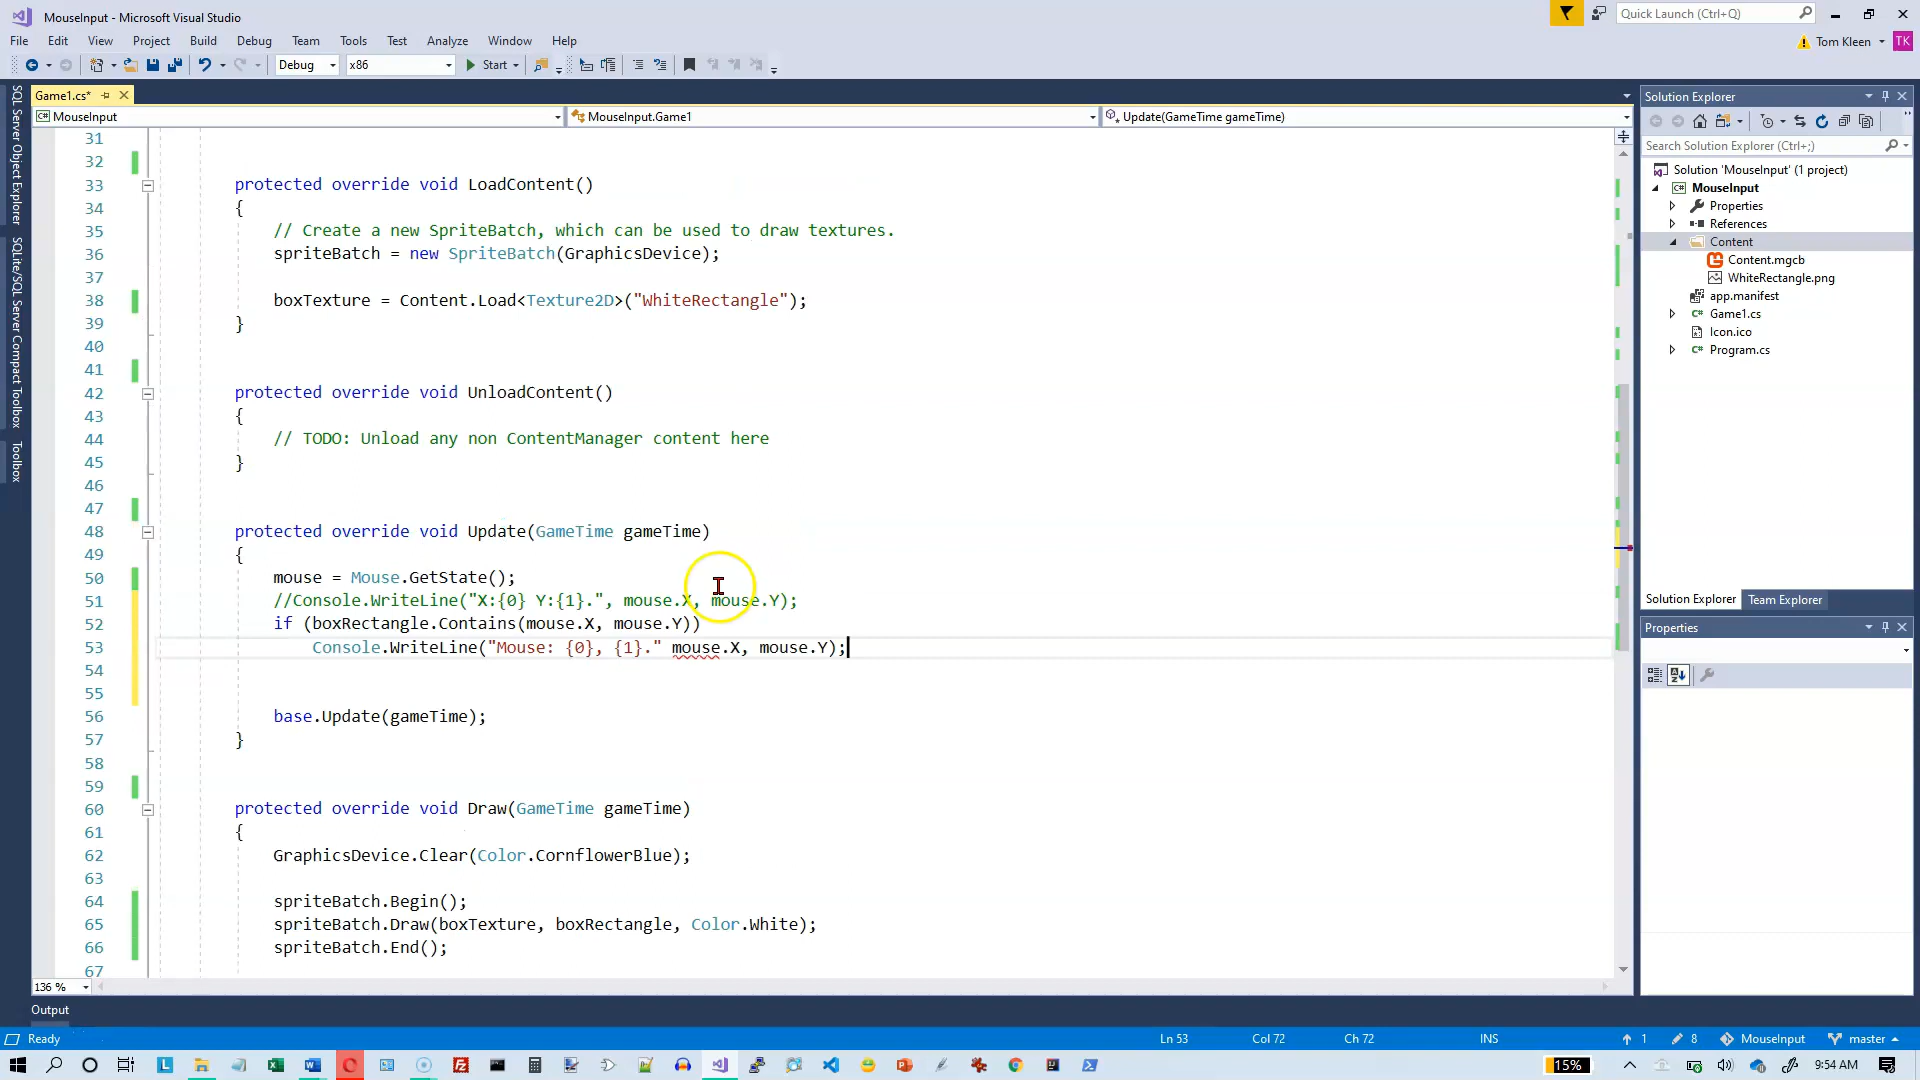 MouseInput - Microsoft Visual Studio
Quick Launch (Ctrl+Q)
File Edit View Project Build Debug Team Tools Test Analyze Window Help
Tom Kleen TK
Debug x86 Start
Game1.cs*
MouseInput MouseInput.Game1 Update(GameTime gameTime)
SQL Server Object Explorer
SQLite/SQL Server Compact Toolbox
Toolbox
31
32
33 protected override void LoadContent()
34 {
35 // Create a new SpriteBatch, which can be used to draw textures.
36 spriteBatch = new SpriteBatch(GraphicsDevice);
37
38 boxTexture = Content.Load<Texture2D>("WhiteRectangle");
39 }
40
41
42 protected override void UnloadContent()
43 {
44 // TODO: Unload any non ContentManager content here
45 }
46
47
48 protected override void Update(GameTime gameTime)
49 {
50 mouse = Mouse.GetState();
51 //Console.WriteLine("X:{0} Y:{1}.", mouse.X, mouse.Y);
52 if (boxRectangle.Contains(mouse.X, mouse.Y))
53 Console.WriteLine("Mouse: {0}, {1}." mouse.X, mouse.Y);
54
55
56 base.Update(gameTime);
57 }
58
59
60 protected override void Draw(GameTime gameTime)
61 {
62 GraphicsDevice.Clear(Color.CornflowerBlue);
63
64 spriteBatch.Begin();
65 spriteBatch.Draw(boxTexture, boxRectangle, Color.White);
66 spriteBatch.End();
67
136 %
Solution Explorer
Search Solution Explorer (Ctrl+;)
Solution 'MouseInput' (1 project)
MouseInput
Properties
References
Content
Content.mgcb
WhiteRectangle.png
app.manifest
Game1.cs
Icon.ico
Program.cs
Solution Explorer Team Explorer
Properties
Output
Ready Ln 53 Col 72 Ch 72 INS 1 8 MouseInput master
15% 9:54 AM